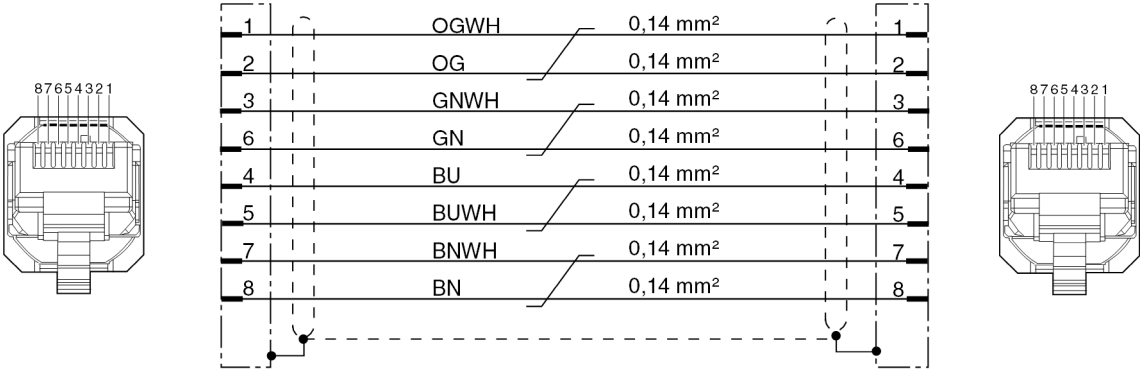 1 OGWH 0,14 mm² 1
2 OG 0,14 mm² 2
3 GNWH 0,14 mm² 3
6 GN 0,14 mm² 6
4 BU 0,14 mm² 4
5 BUWH 0,14 mm² 5
7 BNWH 0,14 mm² 7
8 BN 0,14 mm² 8
87654321
87654321